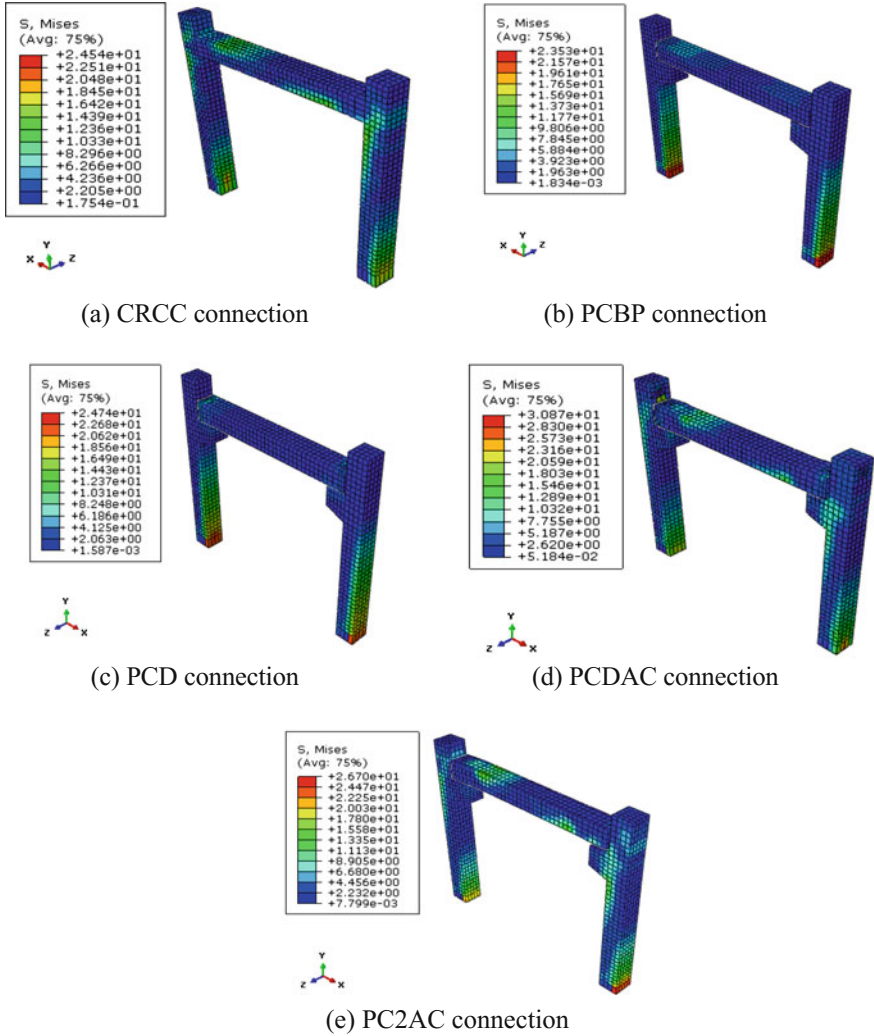 S, Mises
(Avg: 75%)
+2.454e+01
+2.251e+01
+2.048e+01
+1.845e+01
+1.642e+01
+1.439e+01
+1.236e+01
+1.033e+01
+8.296e+00
+6.266e+00
+4.236e+00
+2.205e+00
+1.754e-01
Y
X
Z
(a) CRCC connection
S, Mises
(Avg: 75%)
+2.353e+01
+2.157e+01
+1.961e+01
+1.765e+01
+1.569e+01
+1.373e+01
+1.177e+01
+9.806e+00
+7.845e+00
+5.884e+00
+3.923e+00
+1.963e+00
+1.834e-03
Y
X
Z
(b) PCBP connection
S, Mises
(Avg: 75%)
+2.474e+01
+2.268e+01
+2.062e+01
+1.856e+01
+1.649e+01
+1.443e+01
+1.237e+01
+1.031e+01
+8.248e+00
+6.186e+00
+4.125e+00
+2.063e+00
+1.587e-03
Y
Z
X
(c) PCD connection
S, Mises
(Avg: 75%)
+3.087e+01
+2.830e+01
+2.573e+01
+2.316e+01
+2.059e+01
+1.803e+01
+1.546e+01
+1.289e+01
+1.032e+01
+7.755e+00
+5.187e+00
+2.620e+00
+5.184e-02
Y
Z
X
(d) PCDAC connection
S, Mises
(Avg: 75%)
+2.670e+01
+2.447e+01
+2.225e+01
+2.003e+01
+1.780e+01
+1.558e+01
+1.335e+01
+1.113e+01
+8.905e+00
+6.680e+00
+4.456e+00
+2.232e+00
+7.799e-03
Y
Z
X
(e) PC2AC connection